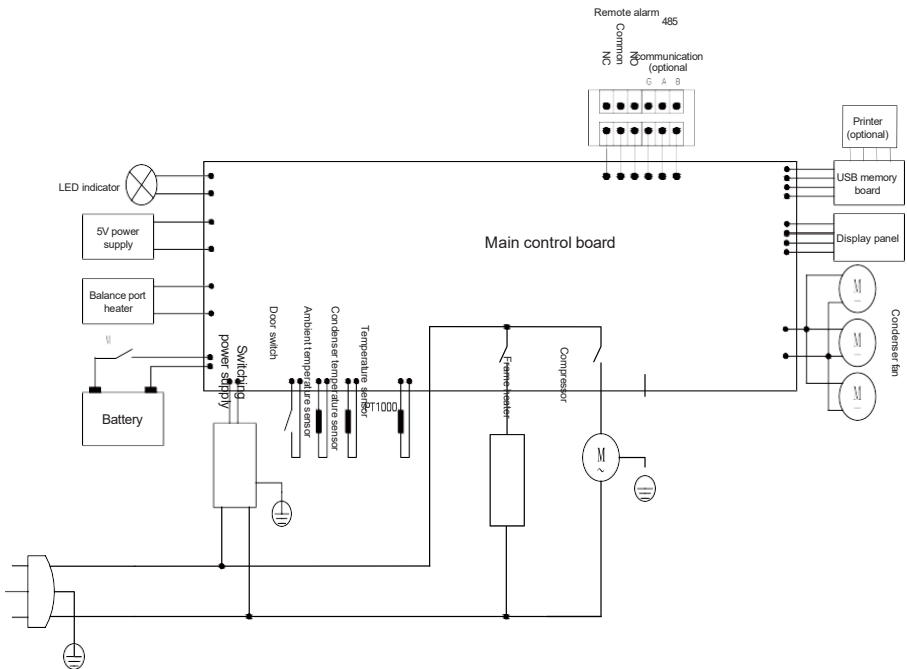 Remote alarm
485
NC
Common
NO
communication
(optional
G A B
Printer
(optional)
USB memory
board
LED indicator
5V power
supply
Main control board
Display panel
Balance port
heater
M
Battery
Switching
power supply
Door switch
Ambient temperature sensor
Condenser temperature sensor
Temperature sensor
PT1000
Frame heater
Compressor
M
~
M
M
M
Condenser fan